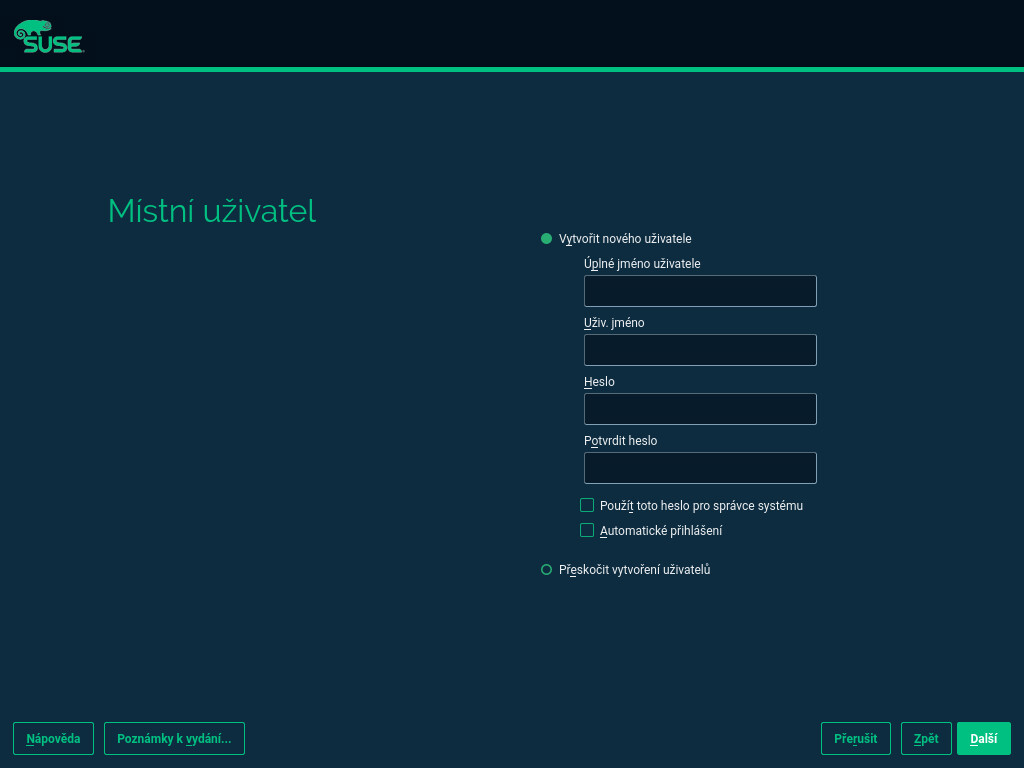 SUSE
Místní uživatel
Vytvořit nového uživatele
Úplné jméno uživatele
Uživ. jméno
Heslo
Potvrdit heslo
Použít toto heslo pro správce systému
Automatické přihlášení
Přeskočit vytvoření uživatelů
Nápověda
Poznámky k vydání...
Přerušit
Zpět
Další